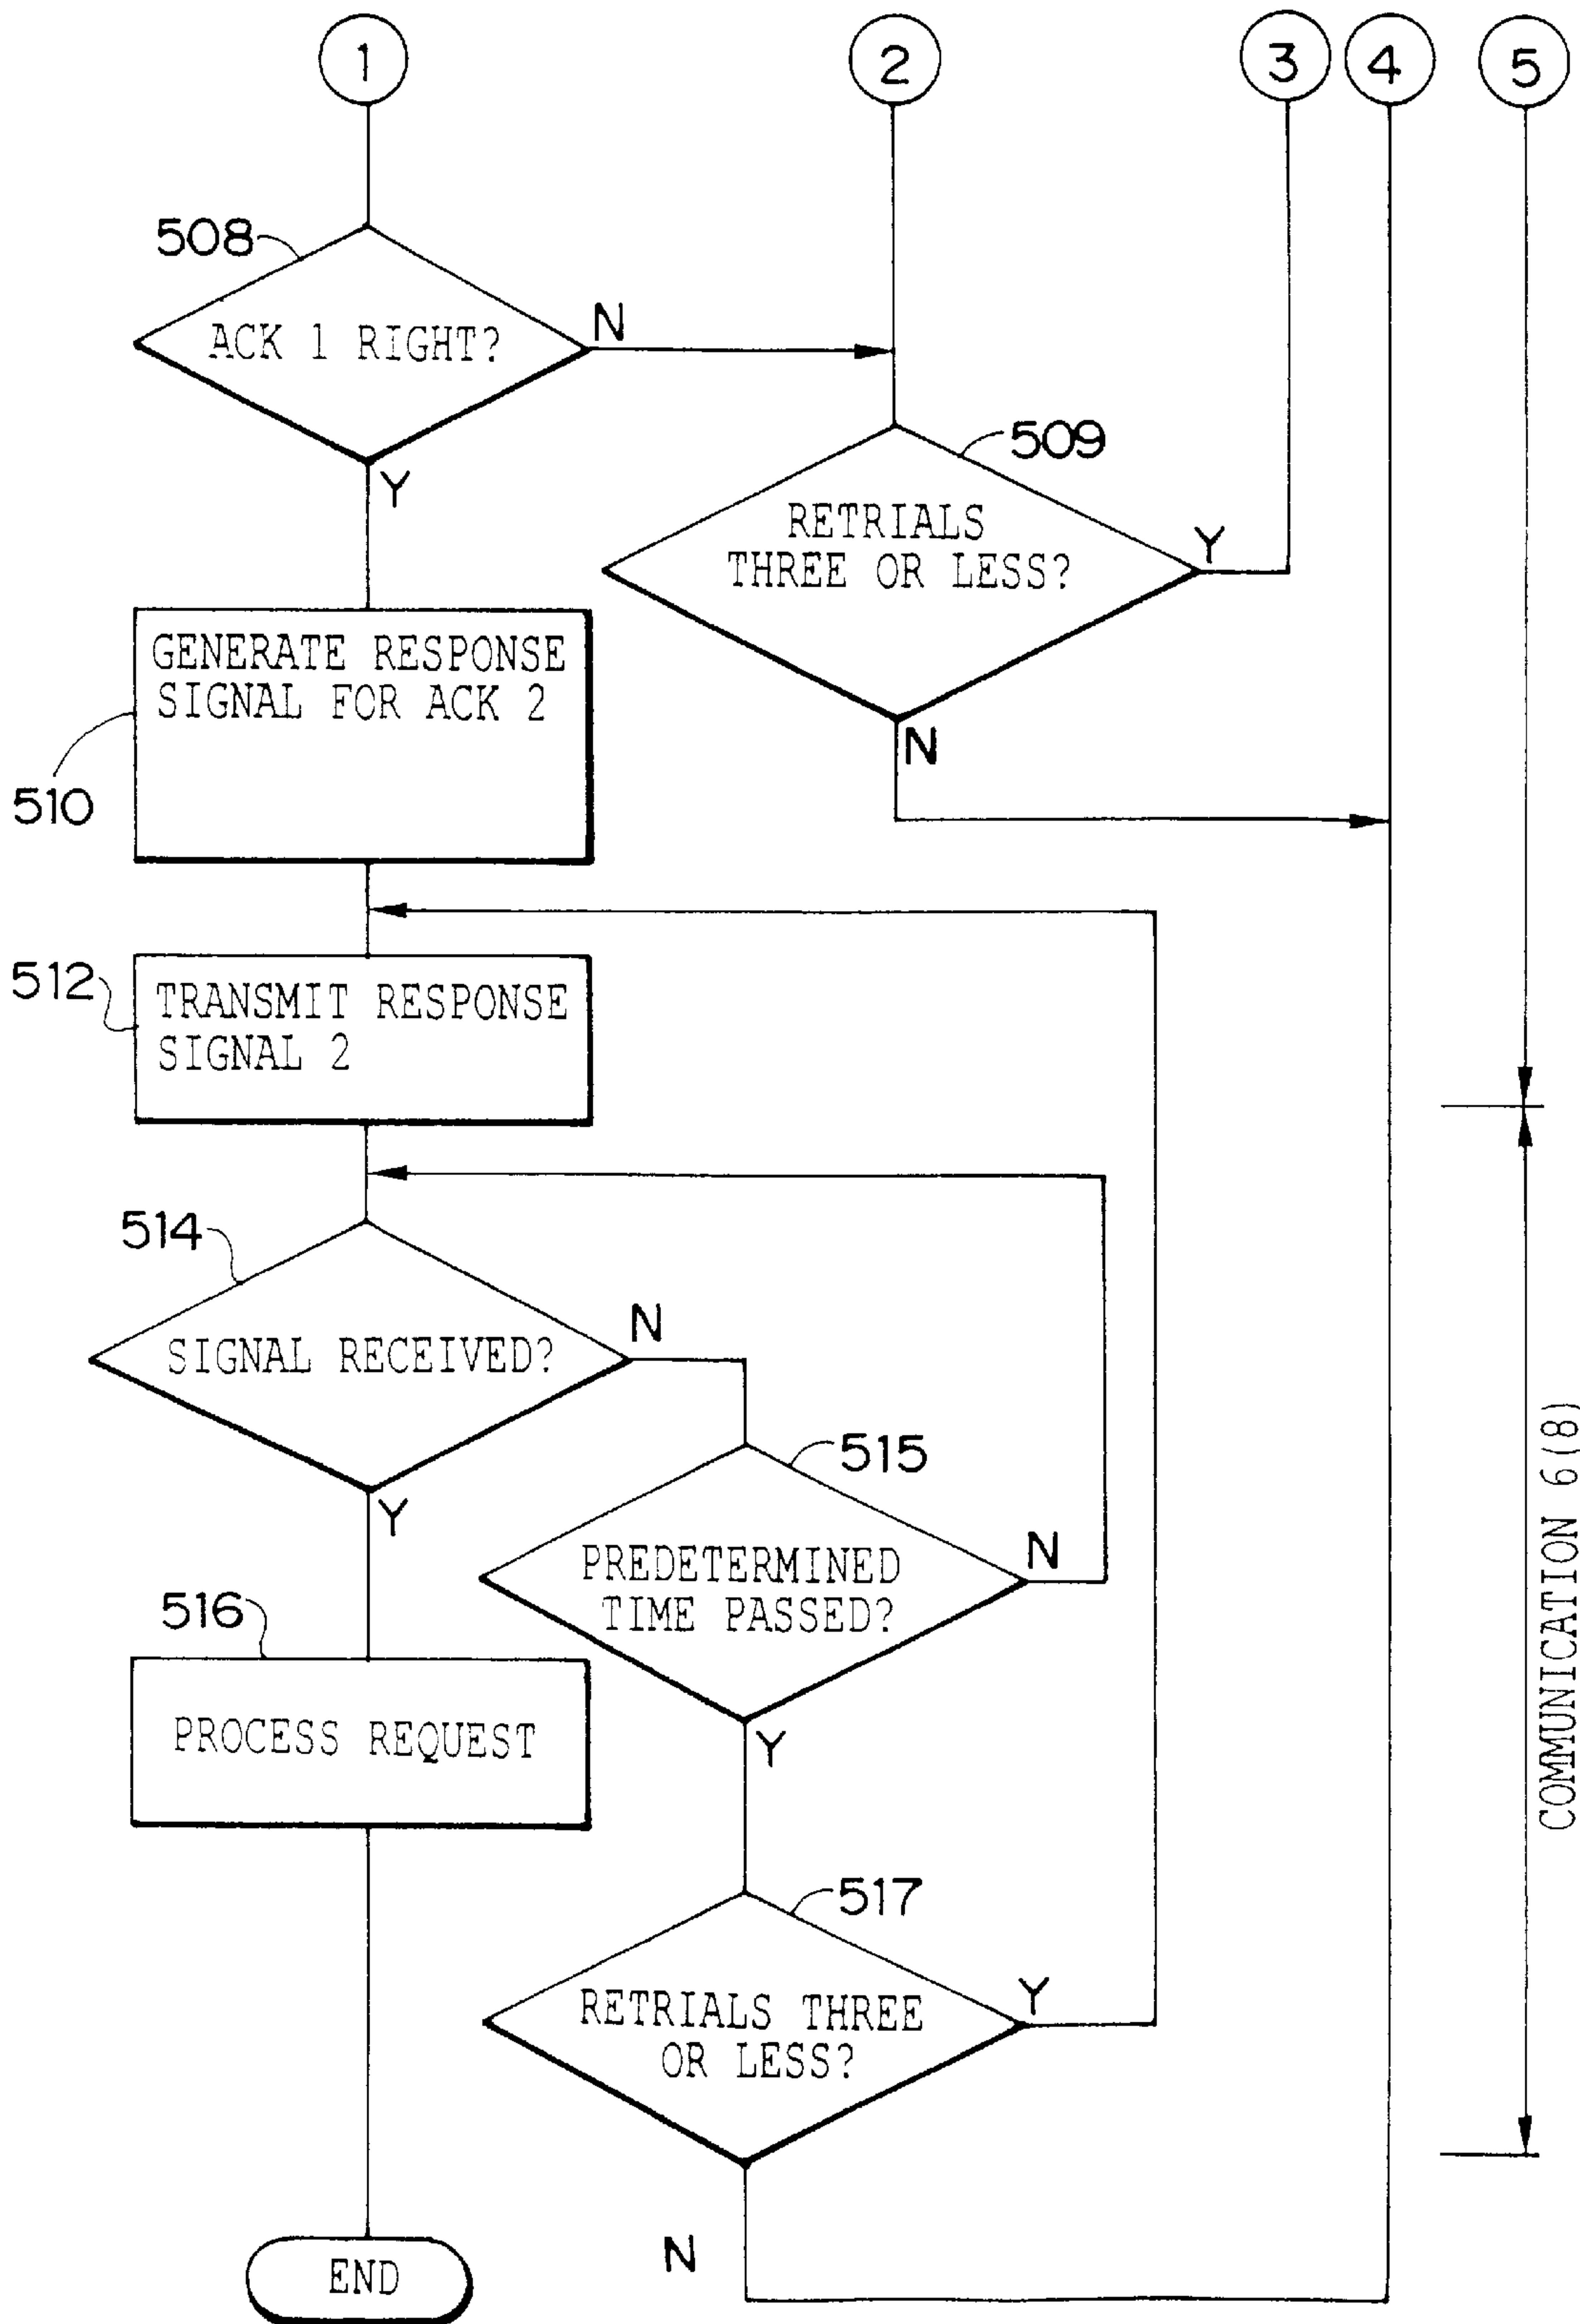 1
2
3
4
5
508
ACK 1 RIGHT?
N
Y
509
RETRIALS
THREE OR LESS?
Y
N
GENERATE RESPONSE
SIGNAL FOR ACK 2
510
512
TRANSMIT RESPONSE
SIGNAL 2
514
SIGNAL RECEIVED?
N
Y
515
PREDETERMINED
TIME PASSED?
N
Y
516
PROCESS REQUEST
517
RETRIALS THREE
OR LESS?
Y
N
END
COMMUNICATION 6(8)